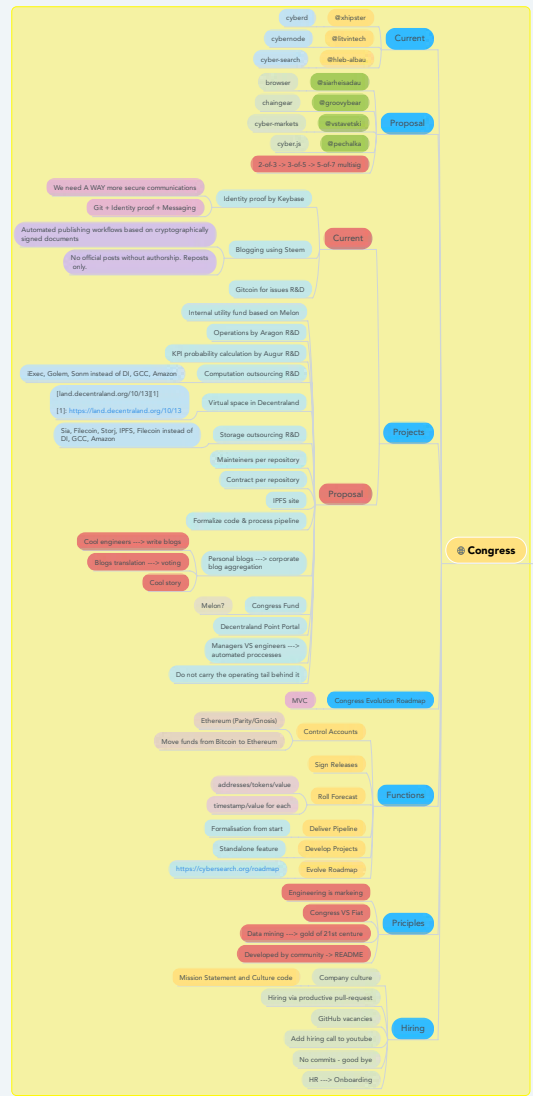 cyberd
@xhipster
cybernode
@litvintech
cyber-search
@hleb-albau
Current
browser
@siarheisadau
chaingear
@groovybear
cyber-markets
@vstavatski
cyber.js
@pechalka
2-of-3 -> 3-of-5 -> 5-of-7 multisig
Proposal
We need A WAY more secure communications
Git + Identity proof + Messaging
Identity proof by Keybase
Automated publishing workflows based on cryptographically
signed documents
No official posts without authorship. Reposts
only.
Blogging using Steem
Gitcoin for issues R&D
Current
Internal utility fund based on Melon
Operations by Aragon R&D
KPI probability calculation by Augur R&D
iExec, Golem, Sonm instead of DI, GCC, Amazon
Computation outsourcing R&D
[land.decentraland.org/10/13][1]
[1]: https://land.decentraland.org/10/13
Virtual space in Decentraland
Sia, Filecoin, Storj, IPFS, Filecoin instead of
DI, GCC, Amazon
Storage outsourcing R&D
Mainteiners per repository
Contract per repository
IPFS site
Formalize code & process pipeline
Cool engineers ---> write blogs
Blogs translation ---> voting
Cool story
Personal blogs ---> corporate
blog aggregation
Melon?
Congress Fund
Decentraland Point Portal
Managers VS engineers --->
automated proccesses
Do not carry the operating tail behind it
Proposal
Projects
Congress
MVC
Congress Evolution Roadmap
Ethereum (Parity/Gnosis)
Move funds from Bitcoin to Ethereum
Control Accounts
Sign Releases
addresses/tokens/value
timestamp/value for each
Roll Forecast
Formalisation from start
Deliver Pipeline
Standalone feature
Develop Projects
https://cybersearch.org/roadmap
Evolve Roadmap
Functions
Engineering is markeing
Congress VS Fiat
Data mining ---> gold of 21st centure
Developed by community -> README
Priciples
Mission Statement and Culture code
Company culture
Hiring via productive pull-request
GitHub vacancies
Add hiring call to youtube
No commits - good bye
HR ---> Onboarding
Hiring